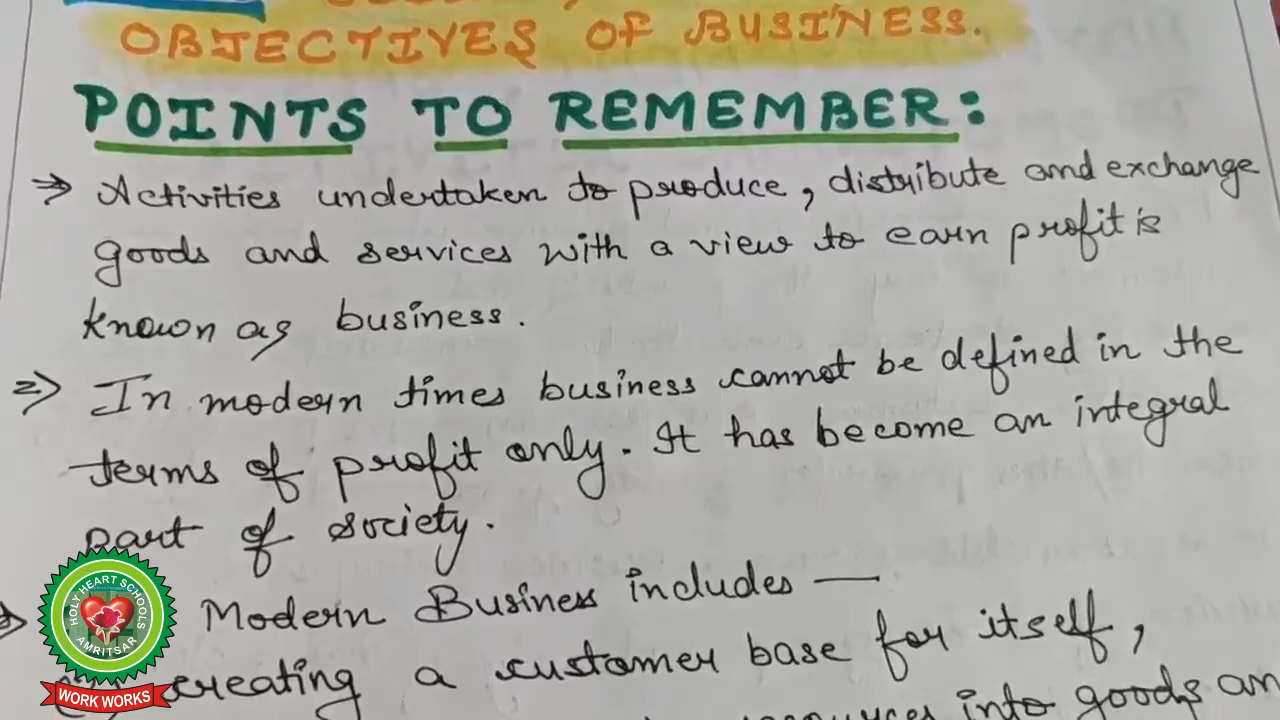 OBJECTIVES OF BUSINESS.
POINTS TO REMEMBER:
⇒ Activities undertaken to produce, distribute and exchange
goods and services with a view to earn profit is
known as business.
⇒ In modern times business cannot be defined in the
terms of profit only. It has become an integral
part of society.
Modern Business includes —
creating a customer base for itself,
into goods an
HOLY HEART SCHOOLS
AMRITSAR
WORK WORKS